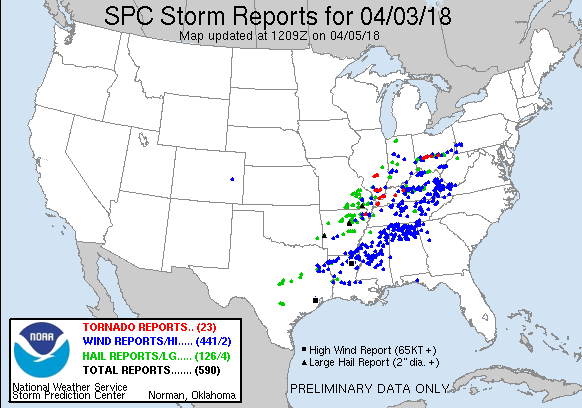 SPC Storm Reports for 04/03/18
Map updated at 1209Z on 04/05/18
TORNADO REPORTS.. (23)
WIND REPORTS/HI..... (441/2)
HAIL REPORTS/LG..... (126/4)
TOTAL REPORTS....... (590)
NOAA
National Weather Service
Storm Prediction Center Norman, Oklahoma
High Wind Report (65KT +)
Large Hail Report (2" dia. +)
PRELIMINARY DATA ONLY